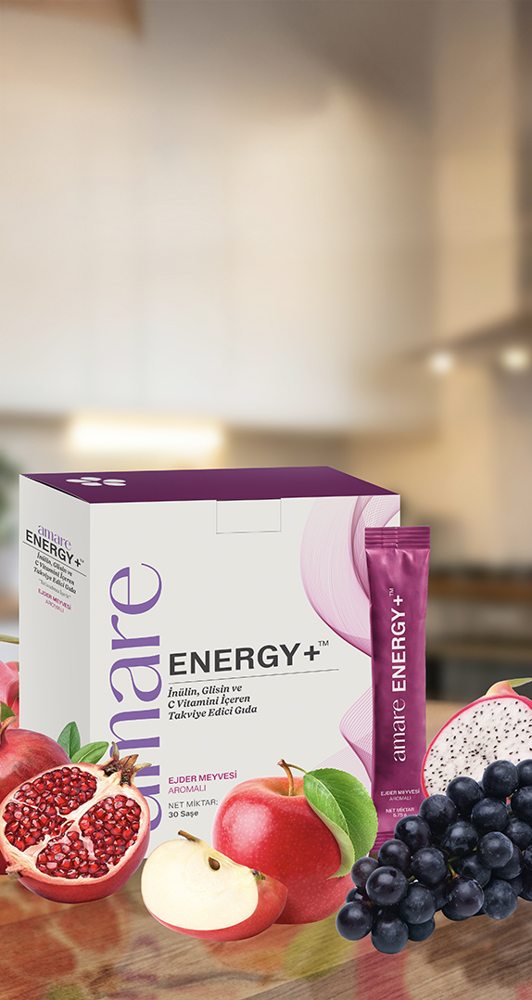 amare
ENERGY+™
İnülin, Glisin ve
C Vitamini İçeren
Takviye Edici Gıda
EJDER MEYVESİ
AROMALI
amare
ENERGY+™
İnülin, Glisin ve
C Vitamini İçeren
Takviye Edici Gıda
EJDER MEYVESİ
AROMALI
NET MİKTAR:
30 Saşe
amare ENERGY+™
EJDER MEYVESİ
AROMALI
NET MİKTAR
5.75 g